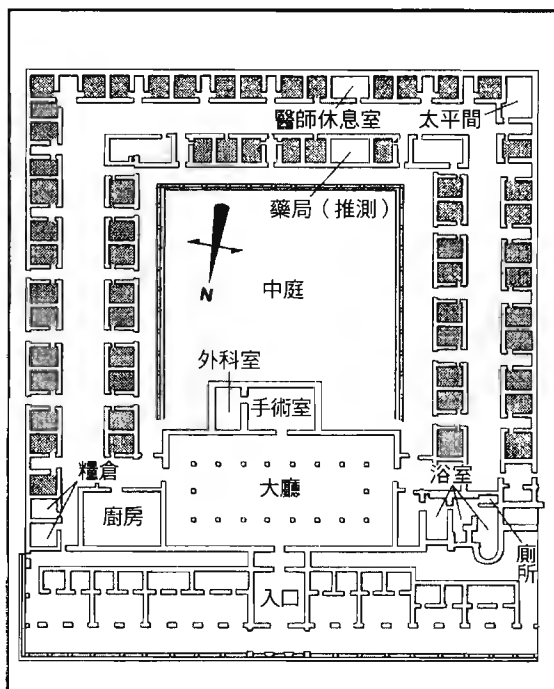 醫師休息室
太平間
藥局（推測）
N
中庭
外科室
手術室
糧倉
大廳
浴室
廚房
廁所
入口